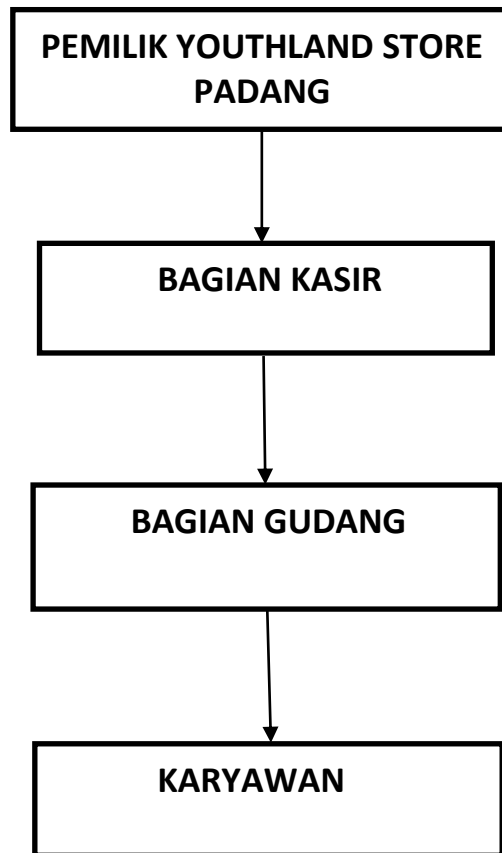 PEMILIK YOUTHLAND STORE
PADANG
BAGIAN KASIR
BAGIAN GUDANG
KARYAWAN